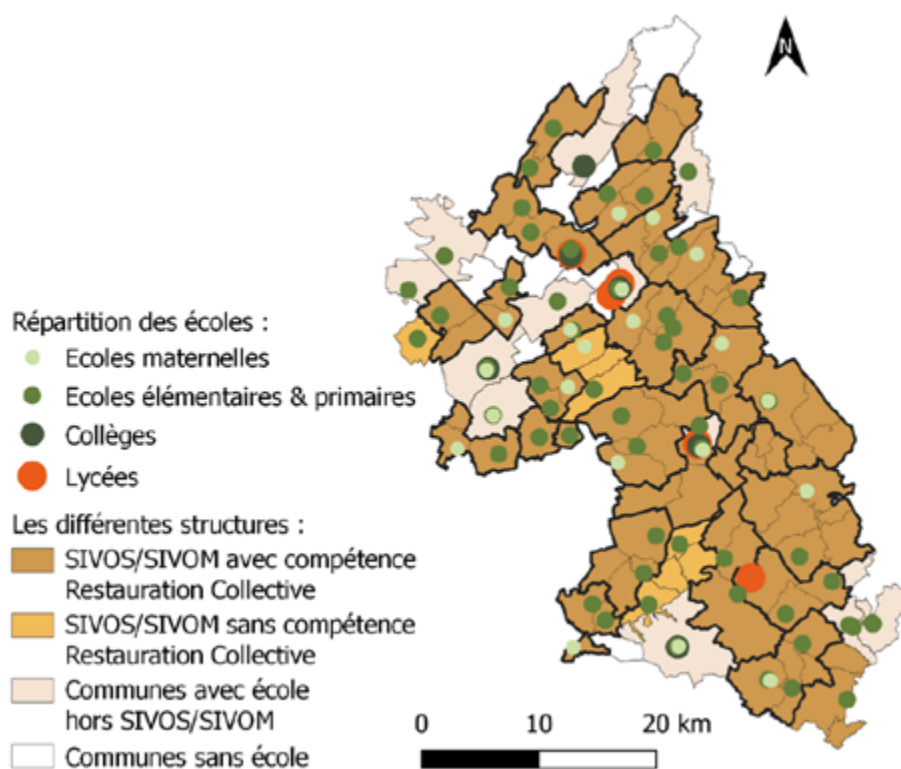 N
Répartition des écoles :
Ecoles maternelles
Ecoles élémentaires & primaires
Collèges
Lycées
Les différentes structures :
SIVOS/SIVOM avec compétence
Restauration Collective
SIVOS/SIVOM sans compétence
Restauration Collective
Communes avec école
hors SIVOS/SIVOM
Communes sans école
0 10 20 km